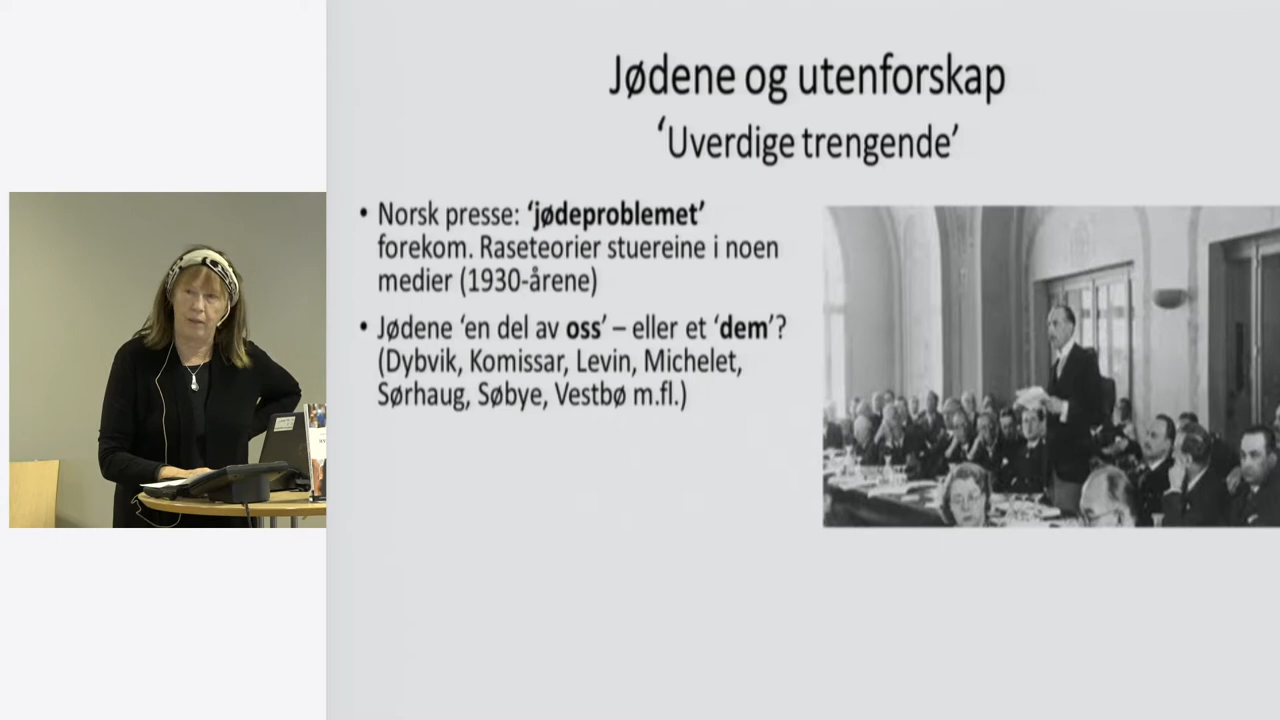 Jødene og utenforskap
‘Uverdige trengende’
• Norsk presse: ‘jødeproblemet’
forekom. Raseteorier stuereine i noen
medier (1930-årene)
• Jødene ‘en del av oss’ – eller et ‘dem’?
(Dybvik, Komissar, Levin, Michelet,
Sørhaug, Søbye, Vestbø m.fl.)